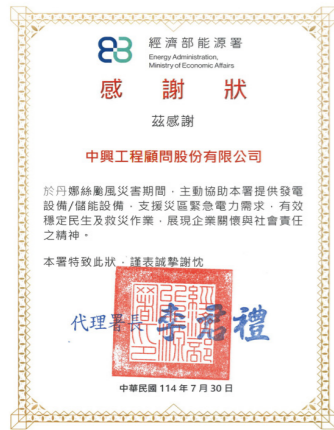 經濟部能源署
Energy Administration,
Ministry of Economic Affairs
感謝狀
茲感謝
中興工程顧問股份有限公司
於丹娜絲颱風災害期間，主動協助本署提供發電
設備/儲能設備，支援災區緊急電力需求，有效
穩定民生及救災作業，展現企業關懷與社會責任
之精神。
本署特致此狀，謹表誠摯謝忱
代理署長 李君禮
中華民國 114 年 7 月 30 日